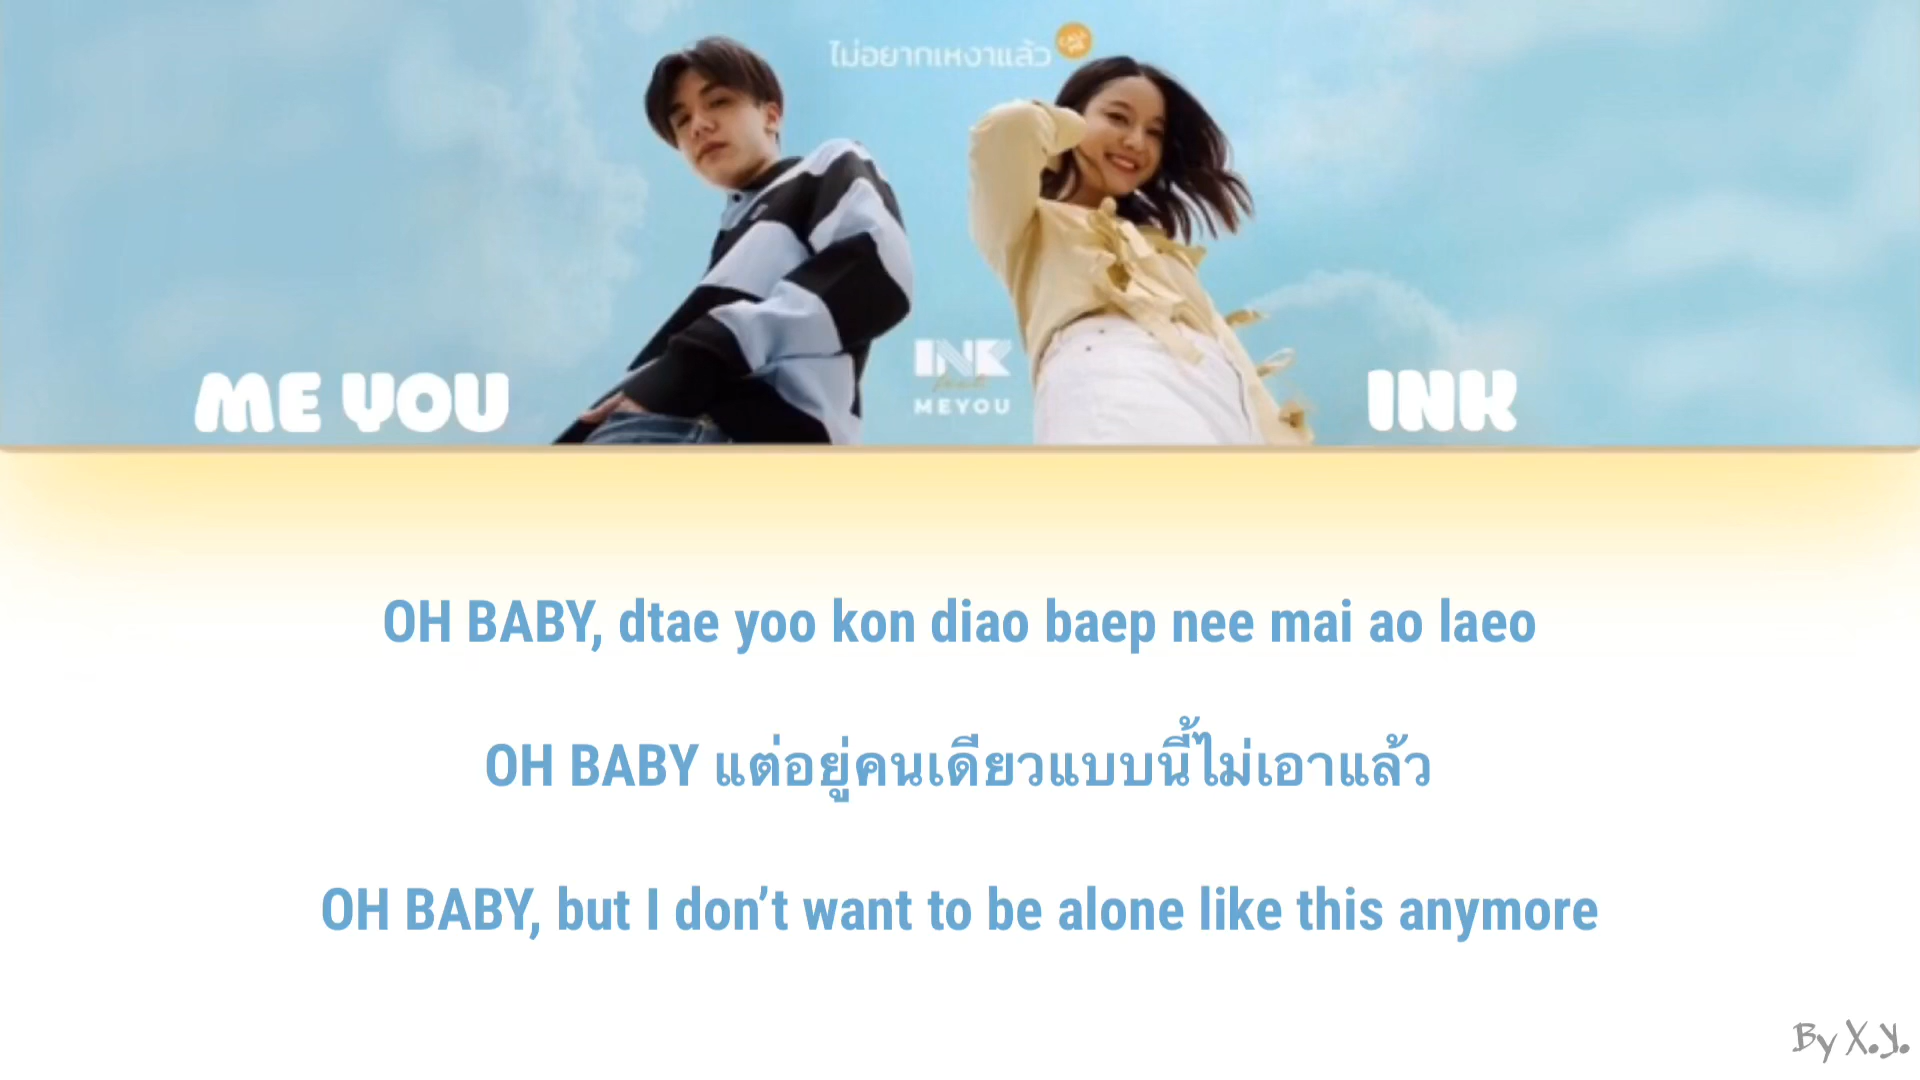 ไม่อยากเหงาแล้ว
CALL ME
INK
feat.
MEYOU
ME YOU
INK
OH BABY, dtae yoo kon diao baep nee mai ao laeo
OH BABY แต่อยู่คนเดียวแบบนี้ไม่เอาแล้ว
OH BABY, but I don’t want to be alone like this anymore
By X.Y.